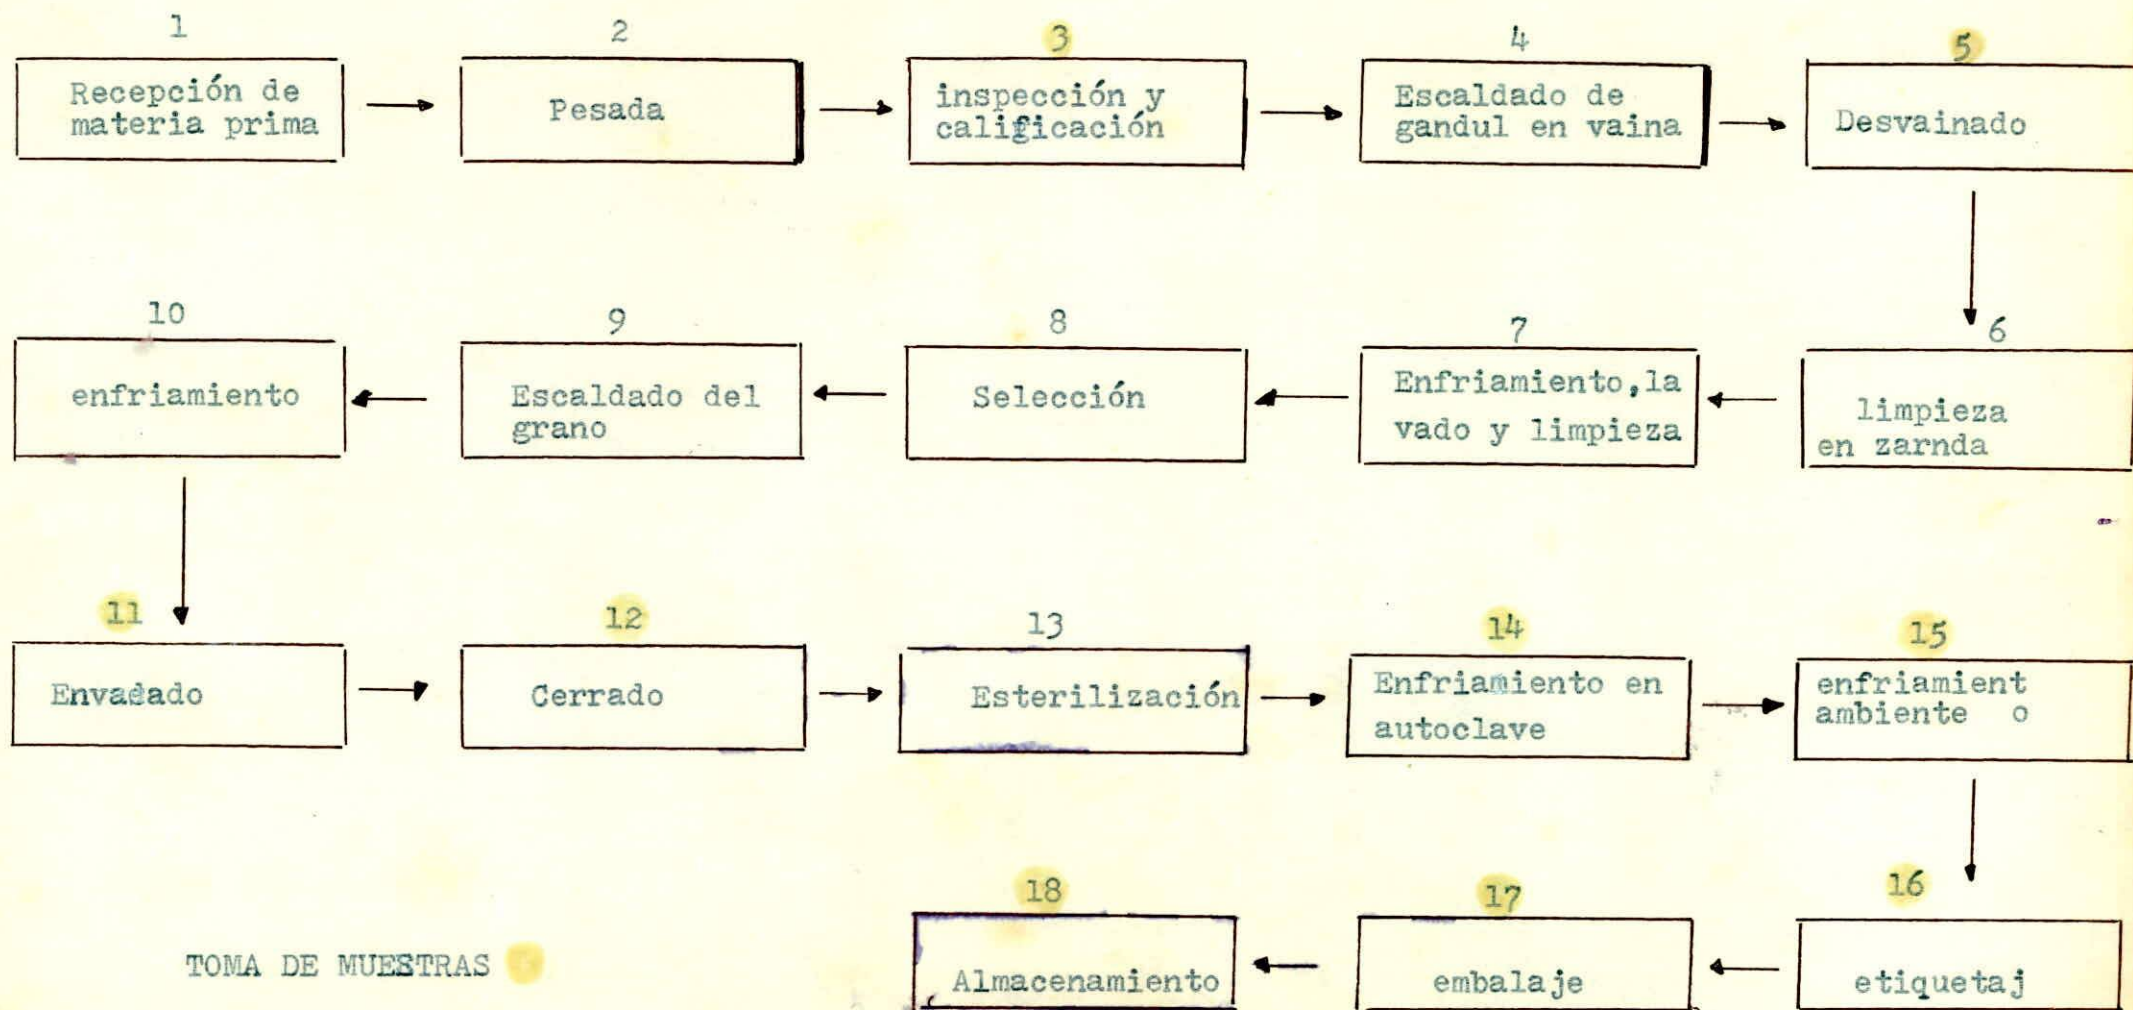 1
Recepción de
materia prima
2
Pesada
3
inspección y
calificación
4
Escaldado de
gandul en vaina
5
Desvainado
6
limpieza
en zarnda
7
Enfriamiento,la
vado y limpieza
8
Selección
9
Escaldado del
grano
10
enfriamiento
11
Envasado
12
Cerrado
13
Esterilización
14
Enfriamiento en
autoclave
15
enfriamient
ambiente o
16
etiquetaj
17
embalaje
18
Almacenamiento
TOMA DE MUESTRAS